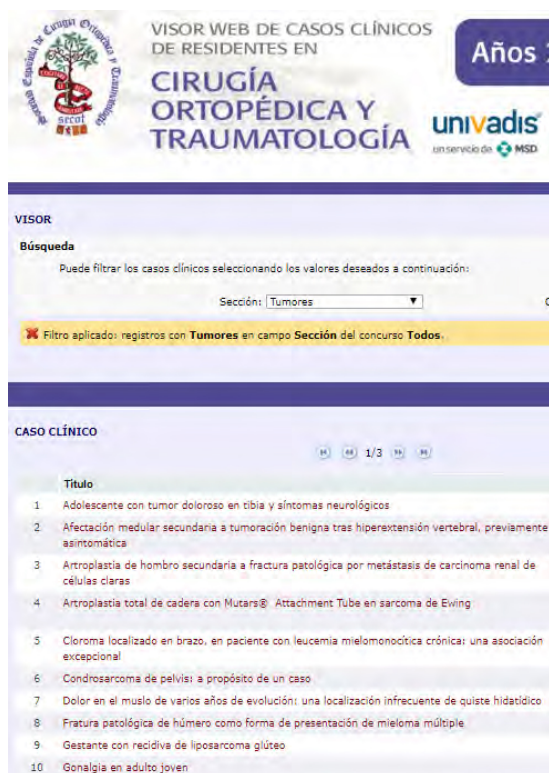 Sociedad Española de Cirugía Ortopédica y Traumatología
secot
VISOR WEB DE CASOS CLÍNICOS
DE RESIDENTES EN
CIRUGÍA
ORTOPÉDICA Y
TRAUMATOLOGÍA
Años
univadis
un servicio de MSD
VISOR
Búsqueda
Puede filtrar los casos clínicos seleccionando los valores deseados a continuación:
Sección: Tumores
Filtro aplicado: registros con Tumores en campo Sección del concurso Todos.
CASO CLÍNICO
1/3
Titulo
1 Adolescente con tumor doloroso en tibia y síntomas neurológicos
2 Afectación medular secundaria a tumoración benigna tras hiperextensión vertebral, previamente
asintomática
3 Artroplastia de hombro secundaria a fractura patológica por metástasis de carcinoma renal de
células claras
4 Artroplastia total de cadera con Mutars® Attachment Tube en sarcoma de Ewing
5 Cloroma localizado en brazo, en paciente con leucemia mielomonocítica crónica: una asociación
excepcional
6 Condrosarcoma de pelvis: a propósito de un caso
7 Dolor en el muslo de varios años de evolución: una localización infrecuente de quiste hidatídico
8 Fratura patológica de húmero como forma de presentación de mieloma múltiple
9 Gestante con recidiva de liposarcoma glúteo
10 Gonalgia en adulto joven